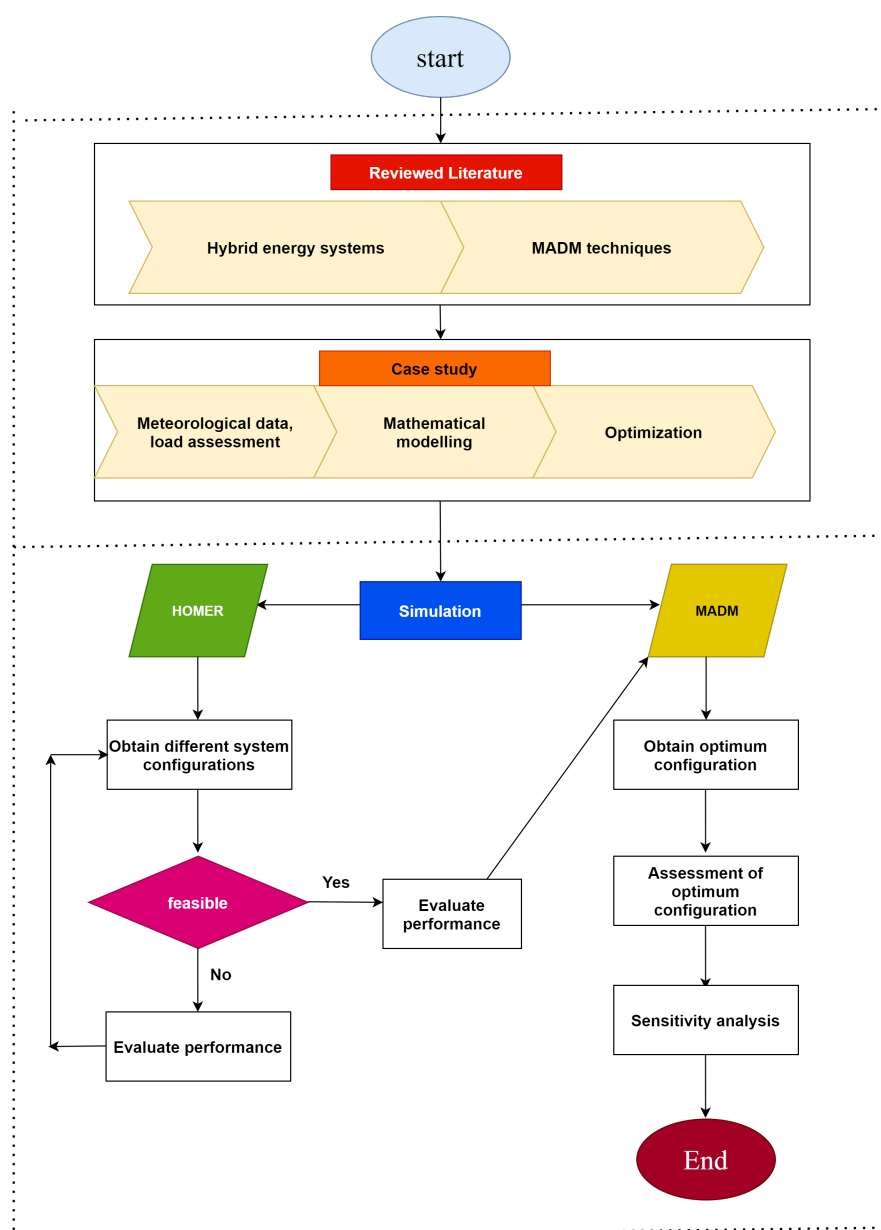 start
Reviewed Literature
Hybrid energy systems
MADM techniques
Case study
Meteorological data,
load assessment
Mathematical
modelling
Optimization
HOMER
Simulation
MADM
Obtain different system
configurations
Obtain optimum
configuration
feasible
Yes
Evaluate
performance
Assessment of
optimum
configuration
No
Evaluate performance
Sensitivity analysis
End